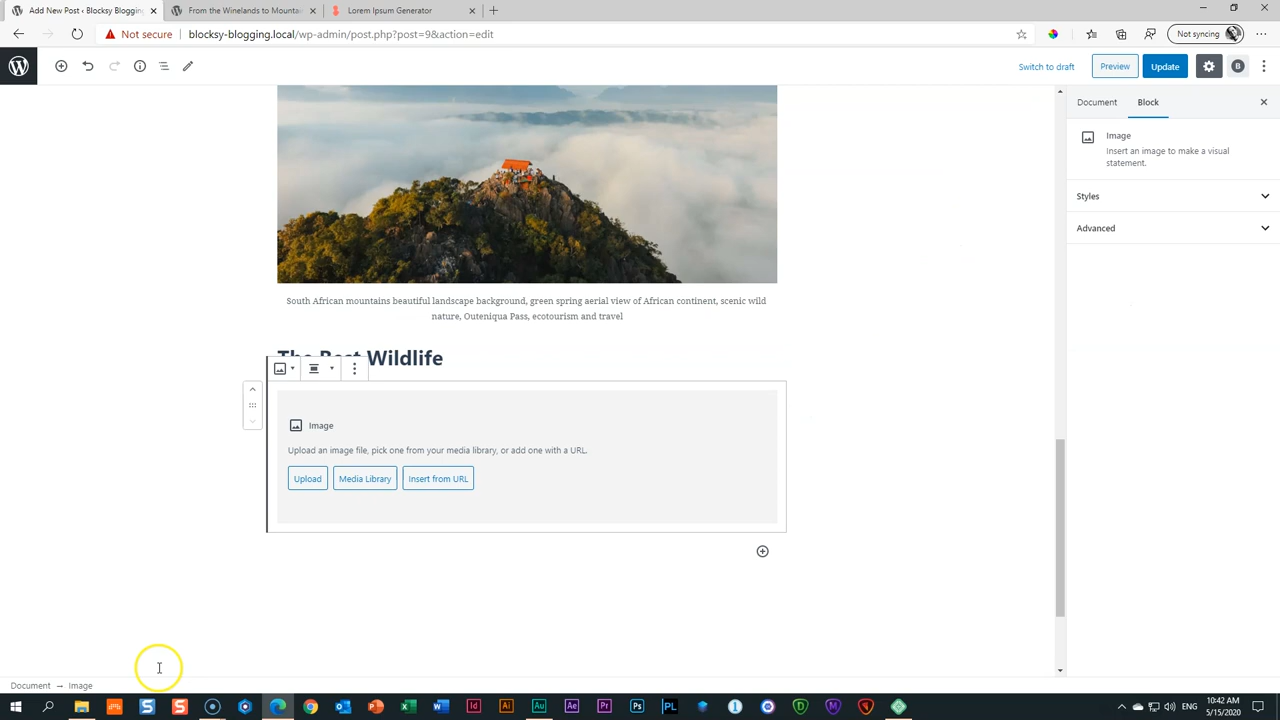 Add New Post ‹ Blocksy Blogging
From the Winelands to Mounta
Lorem Ipsum Generator
Not secure
blocksy-blogging.local/wp-admin/post.php?post=9&action=edit
Not syncing
Switch to draft
Preview
Update
Document
Block
Image
Insert an image to make a visual
statement.
Styles
Advanced
South African mountains beautiful landscape background, green spring aerial view of African continent, scenic wild
nature, Outeniqua Pass, ecotourism and travel
The Best Wildlife
Image
Upload an image file, pick one from your media library, or add one with a URL.
Upload
Media Library
Insert from URL
Document → Image
ENG
10:42 AM
5/15/2020